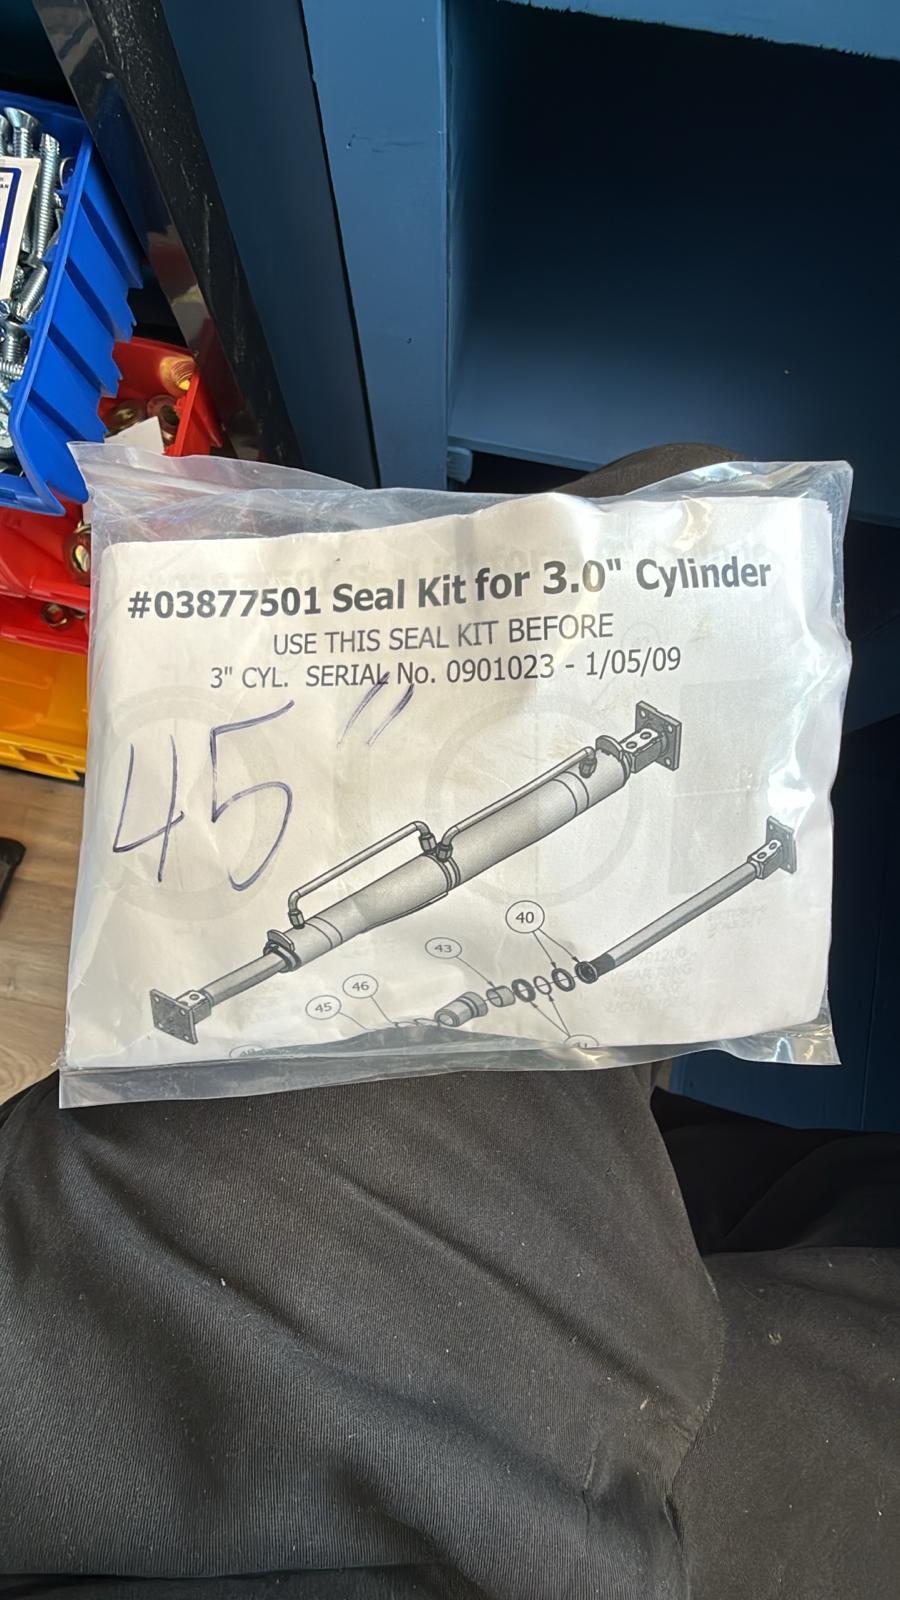 #03877501 Seal Kit for 3.0" Cylinder
USE THIS SEAL KIT BEFORE
3" CYL. SERIAL No. 0901023 - 1/05/09
45"
40
43
46
45